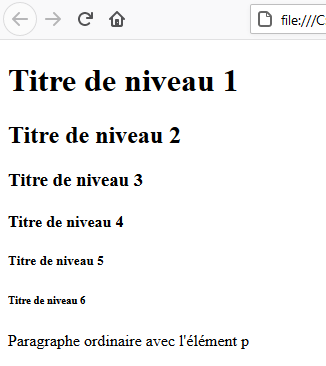 file:///C
Titre de niveau 1
Titre de niveau 2
Titre de niveau 3
Titre de niveau 4
Titre de niveau 5
Titre de niveau 6
Paragraphe ordinaire avec l'élément p